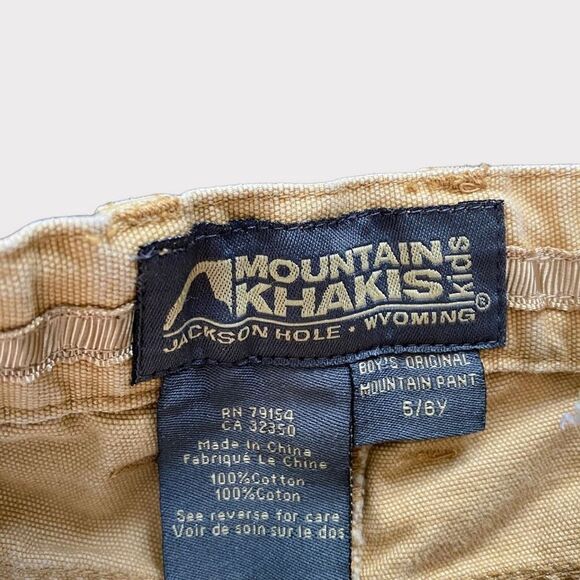 MOUNTAIN
KHAKIS kids®
JACKSON HOLE • WYOMING
BOY'S ORIGINAL
MOUNTAIN PANT
5/6Y
RN 79154
CA 32350
Made in China
Fabriqué Le Chine
100%Cotton
100%Coton
See reverse for care
Voir de soin sur le dos